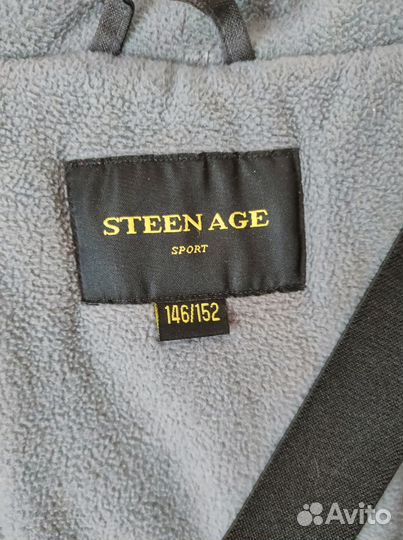 STEEN AGE
SPORT
146/152
Avito